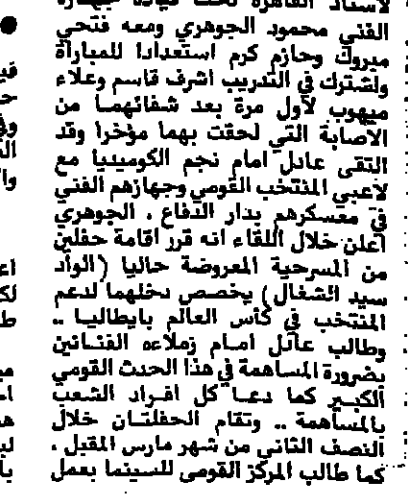 لاستاد القاهرة تحت قيادة جهازه
الفني محمود الجوهري ومعه فتحي
مبروك وحازم كرم استعدادا للمباراة
واشترك في التدريب اشرف قاسم وعلاء
ميهوب لاول مرة بعد شفائهما من
الاصابة التي لحقت بهما مؤخرا وقد
التقى عادل امام نجم الكوميديا مع
لاعبي المنتخب القومي وجهازهم الفني
في معسكرهم بدار الدفاع . الجوهري
اعلن خلال اللقاء انه قرر اقامة حفلين
من المسرحية المعروضة حاليا ( الواد
سيد الشغال ) يخصص دخلهما لدعم
المنتخب في كأس العالم بايطاليا ..
وطالب عادل امام زملاءه الفنانين
بضرورة المساهمة في هذا الحدث القومي
الكبير كما دعا كل افراد الشعب
بالمساهمة .. وتقام الحفلتان خلال
النصف الثاني من شهر مارس المقبل .
كما طالب المركز القومي للسينما بعمل